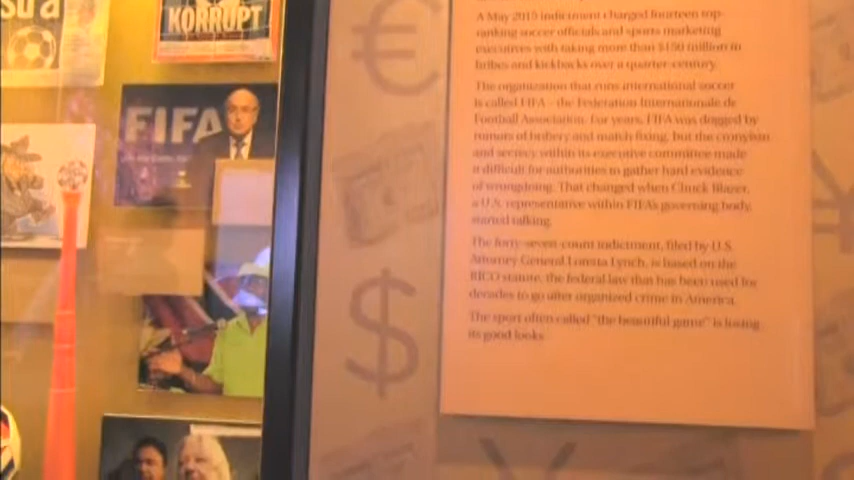 so a
KORRUPT
FIFA
A May 2015 indictment charged fourteen top-
ranking soccer officials and sports marketing
executives with taking more than $150 million in
bribes and kickbacks over a quarter-century.
The organization that runs international soccer
is called FIFA – the Federation Internationale de
Football Association. For years, FIFA was dogged by
rumors of bribery and match fixing, but the cronyism
and secrecy within its executive committee made
it difficult for authorities to gather hard evidence
of wrongdoing. That changed when Chuck Blazer,
a U.S. representative within FIFA's governing body,
started talking.
The forty-seven-count indictment, filed by U.S.
Attorney General Loretta Lynch, is based on the
RICO statute, the federal law that has been used for
decades to go after organized crime in America.
The sport often called "the beautiful game" is losing
its good looks.